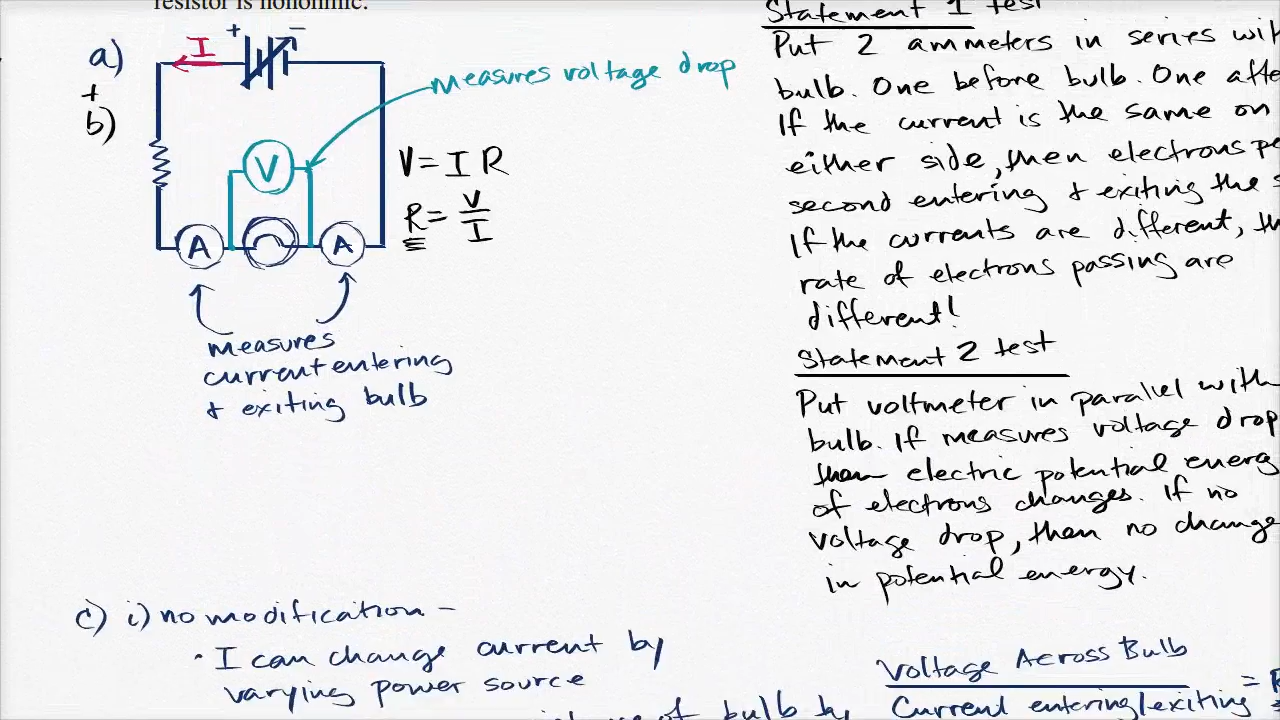 resistor is nonohmic.
a)
+
b)
I
+ −
measures voltage drop
V
V = I R
R = V/I
A
A
measures
current entering
+ exiting bulb
Statement 1 test
Put 2 ammeters in series with
bulb. One before bulb. One afte
If the current is the same on
either side, then electrons pe
second entering + exiting the s
If the currents are different, th
rate of electrons passing are
different!
Statement 2 test
Put voltmeter in parallel with
bulb. If measures voltage drop
then electric potential energ
of electrons changes. If no
voltage drop, then no change
in potential energy.
c) i) no modification −
· I can change current by
varying power source
of bulb by
Voltage Across Bulb
Current entering/exiting =